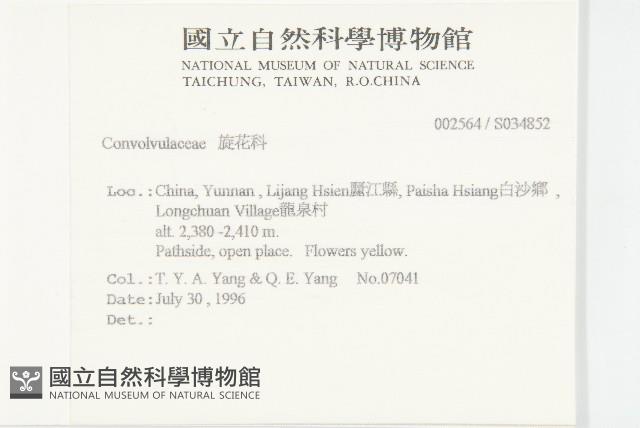 國立自然科學博物館
NATIONAL MUSEUM OF NATURAL SCIENCE
TAICHUNG, TAIWAN, R.O.CHINA
002564 / S034852
Convolvulaceae 旋花科
Loc.:China, Yunnan , Lijang Hsien麗江縣, Paisha Hsiang白沙鄉 ,
Longchuan Village龍泉村
alt. 2,380 -2,410 m.
Pathside, open place. Flowers yellow.
Col.:T. Y. A. Yang & Q. E. Yang No.07041
Date:July 30 , 1996
Det.:
國立自然科學博物館
NATIONAL MUSEUM OF NATURAL SCIENCE